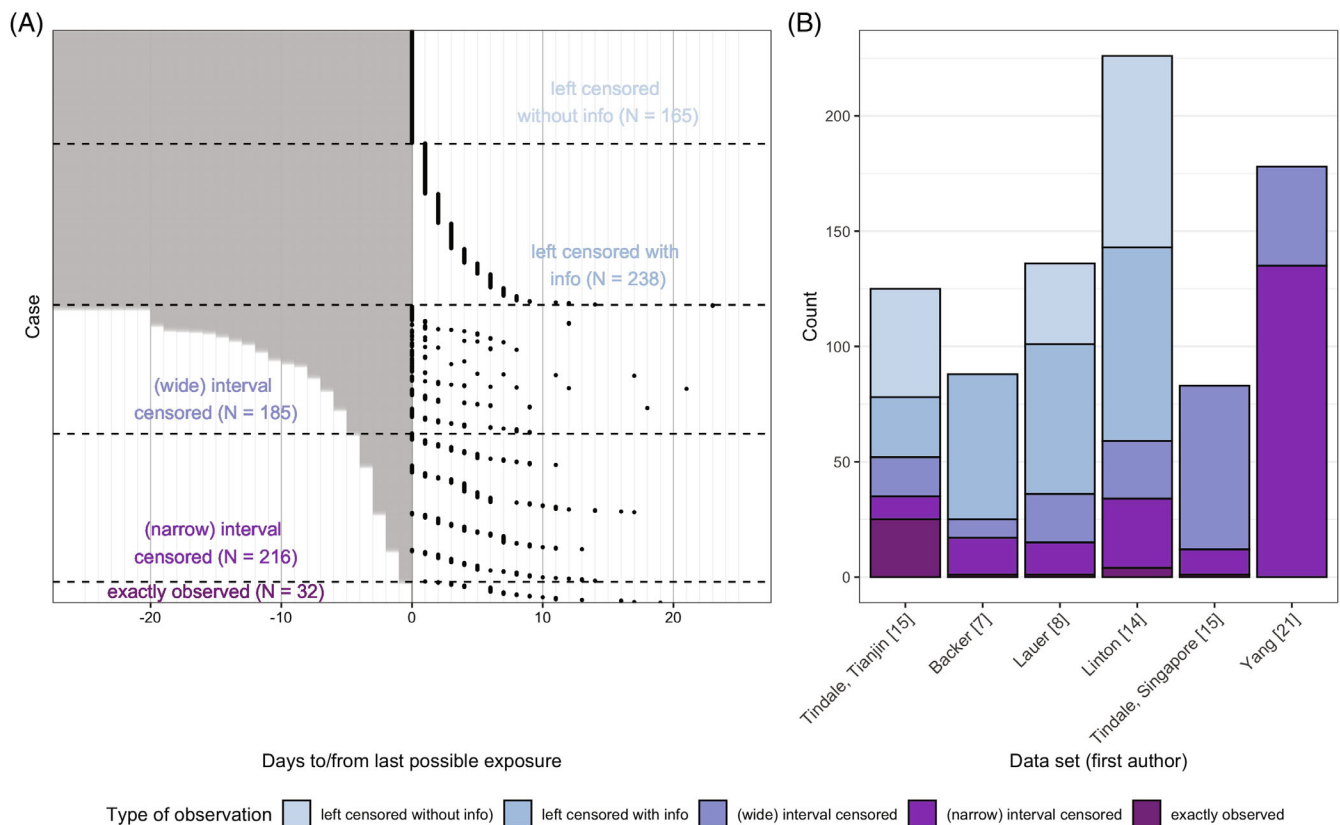 (A)
left censored
without info (N = 165)
left censored with
info (N = 238)
(wide) interval
censored (N = 185)
(narrow) interval
censored (N = 216)
exactly observed (N = 32)
Case
-20
-10
0
10
20
Days to/from last possible exposure
(B)
Count
200
150
100
50
0
Tindale, Tianjin [15]
Backer [7]
Lauer [8]
Linton [14]
Tindale, Singapore [15]
Yang [21]
Data set (first author)
Type of observation
left censored without info)
left censored with info
(wide) interval censored
(narrow) interval censored
exactly observed